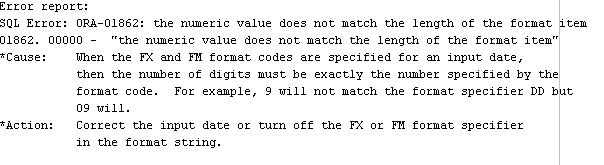 Error report:
SQL Error: ORA-01862: the numeric value does not match the length of the format item
01862. 00000 -  "the numeric value does not match the length of the format item"
*Cause:    When the FX and FM format codes are specified for an input date,
           then the number of digits must be exactly the number specified by the
           format code.  For example, 9 will not match the format specifier DD but
           09 will.
*Action:   Correct the input date or turn off the FX or FM format specifier
           in the format string.